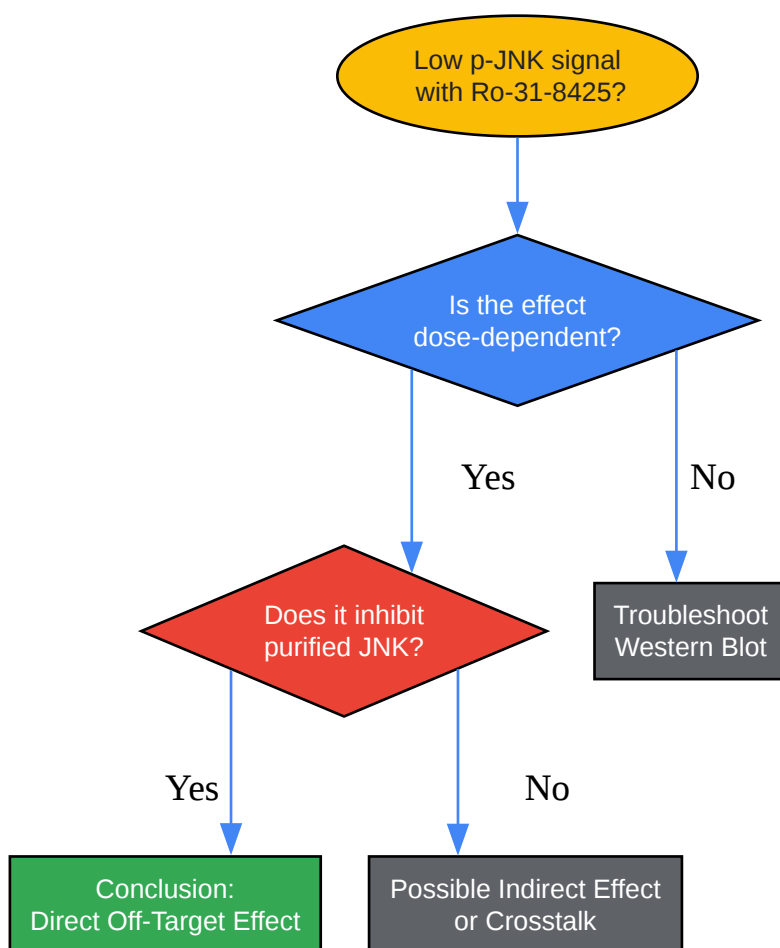 Low p-JNK signal
with Ro-31-8425?
Is the effect
dose-dependent?
Yes
No
Does it inhibit
purified JNK?
Troubleshoot
Western Blot
Yes
No
Conclusion:
Direct Off-Target Effect
Possible Indirect Effect
or Crosstalk